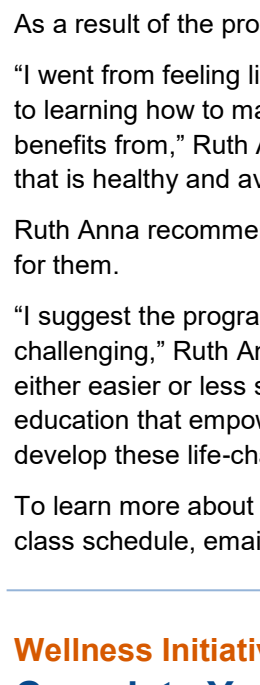 As a result of the pro
“I went from feeling li
to learning how to ma
benefits from,” Ruth
that is healthy and av
Ruth Anna recomme
for them.
“I suggest the progra
challenging,” Ruth An
either easier or less s
education that empow
develop these life-cha
To learn more about
class schedule, emai
Wellness Initiativ